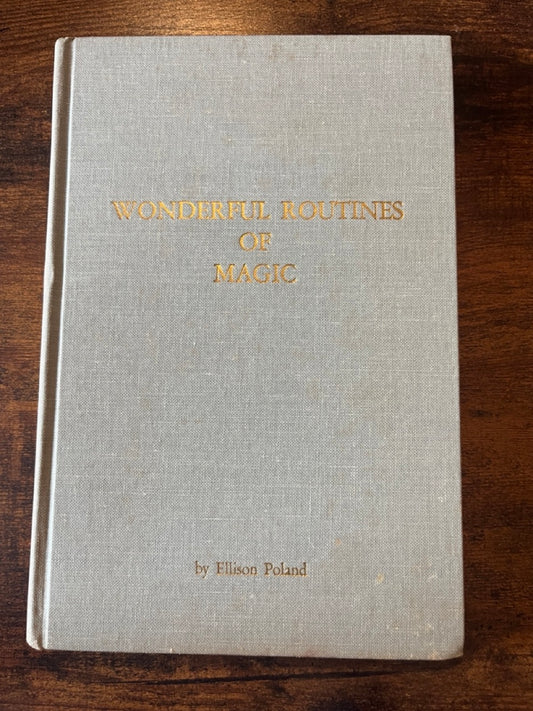 WONDERFUL ROUTINES
OF
MAGIC
by Ellison Poland